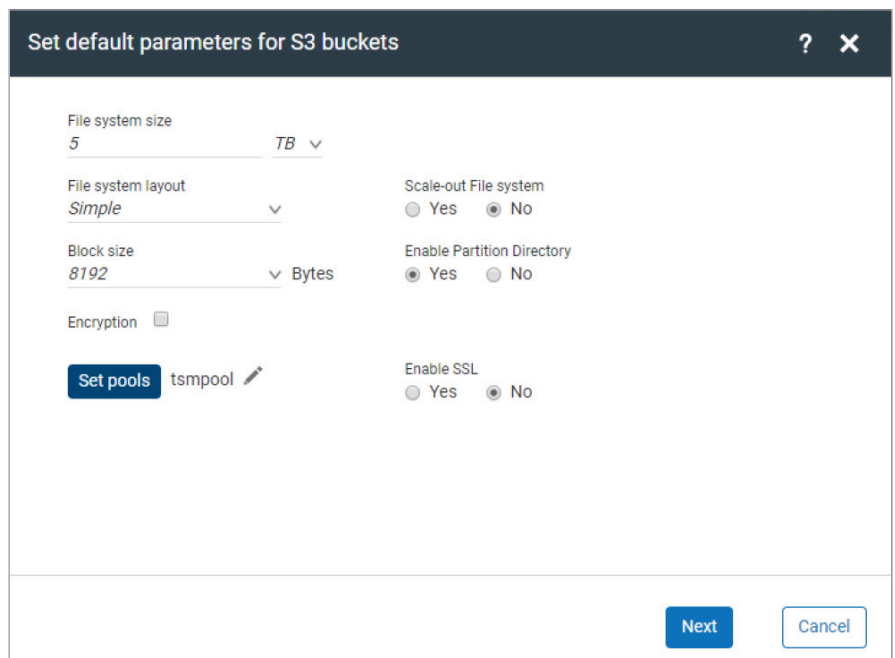 Set default parameters for S3 buckets ?
File system size
5 TB
File system layout Scale-out File system
Simple Yes No
Block size Enable Partition Directory
8192 Bytes Yes No
Encryption
Set pools tsmpool Enable SSL
Yes No
Next Cancel